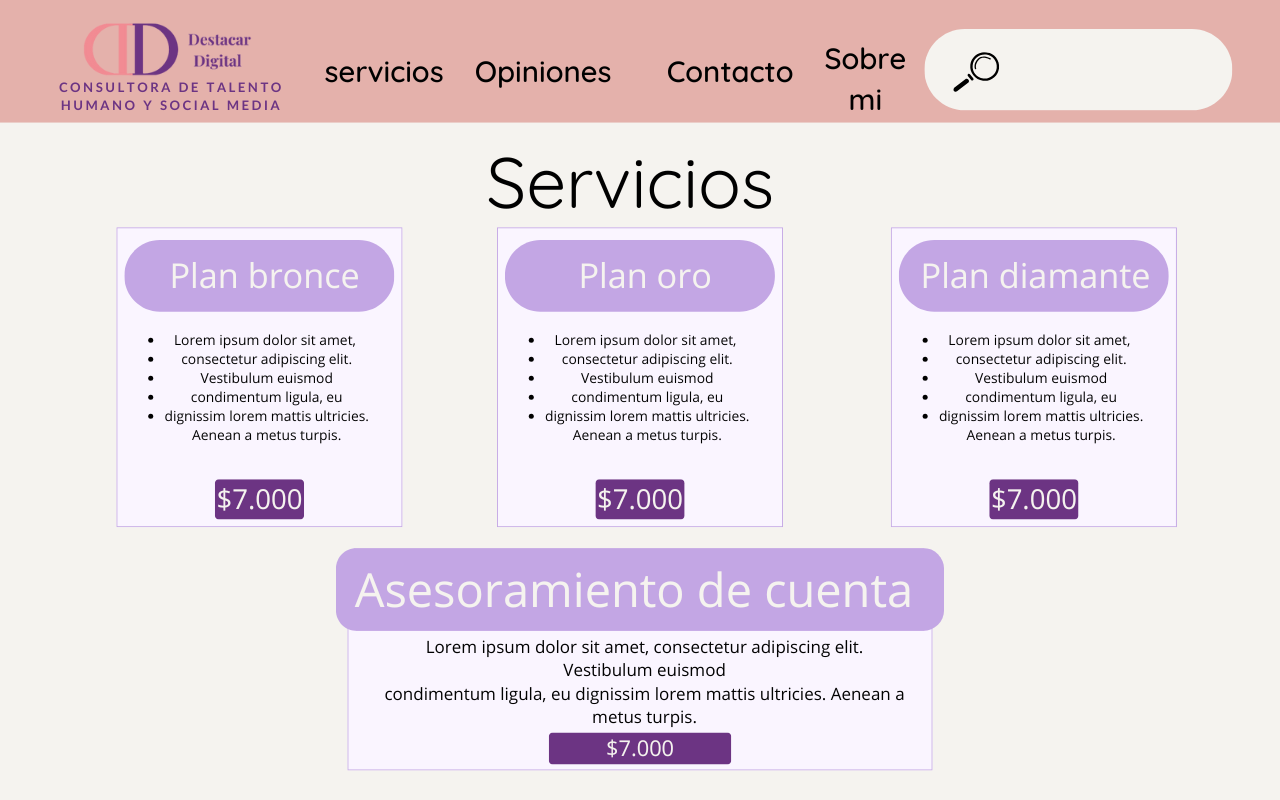 Destacar
Digital
CONSULTORA DE TALENTO
HUMANO Y SOCIAL MEDIA
servicios
Opiniones
Contacto
Sobre
mi
Servicios
Plan bronce
Lorem ipsum dolor sit amet,
consectetur adipiscing elit.
Vestibulum euismod
condimentum ligula, eu
dignissim lorem mattis ultricies.
Aenean a metus turpis.
$7.000
Plan oro
Lorem ipsum dolor sit amet,
consectetur adipiscing elit.
Vestibulum euismod
condimentum ligula, eu
dignissim lorem mattis ultricies.
Aenean a metus turpis.
$7.000
Plan diamante
Lorem ipsum dolor sit amet,
consectetur adipiscing elit.
Vestibulum euismod
condimentum ligula, eu
dignissim lorem mattis ultricies.
Aenean a metus turpis.
$7.000
Asesoramiento de cuenta
Lorem ipsum dolor sit amet, consectetur adipiscing elit.
Vestibulum euismod
condimentum ligula, eu dignissim lorem mattis ultricies. Aenean a
metus turpis.
$7.000